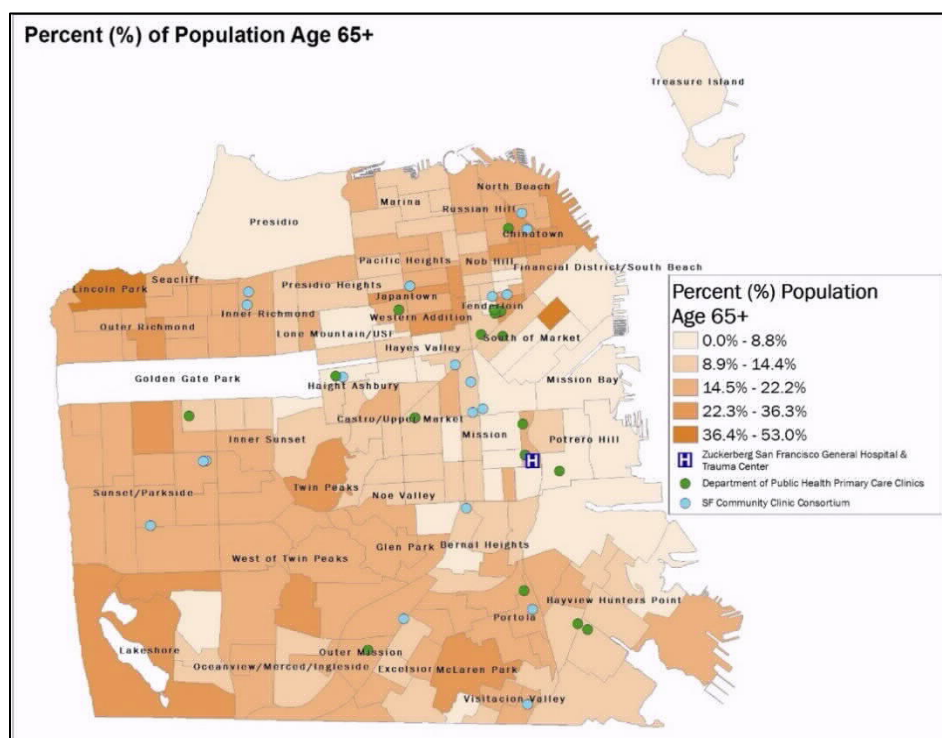 Percent (%) of Population Age 65+
Treasure Island
North Beach
Marina
Russian Hill
Presidio
Chinatown
Pacific Heights
Nob Hill
Financial District/South Beach
Seacliff
Lincoln Park
Presidio Heights
Japantown
Tenderloin
Outer Richmond
Inner Richmond
Western Addition
Lone Mountain/USF
South of Market
Hayes Valley
Golden Gate Park
Haight Ashbury
Mission Bay
Castro/Upper Market
Inner Sunset
Mission
Potrero Hill
Twin Peaks
Sunset/Parkside
Noe Valley
West of Twin Peaks
Glen Park
Bernal Heights
Bayview Hunters Point
Portola
Lakeshore
Outer Mission
Oceanview/Merced/Ingleside
Excelsior
McLaren Park
Visitacion Valley
Percent (%) Population
Age 65+
0.0% - 8.8%
8.9% - 14.4%
14.5% - 22.2%
22.3% - 36.3%
36.4% - 53.0%
H
Zuckerberg San Francisco General Hospital &
Trauma Center
Department of Public Health Primary Care Clinics
SF Community Clinic Consortium
H